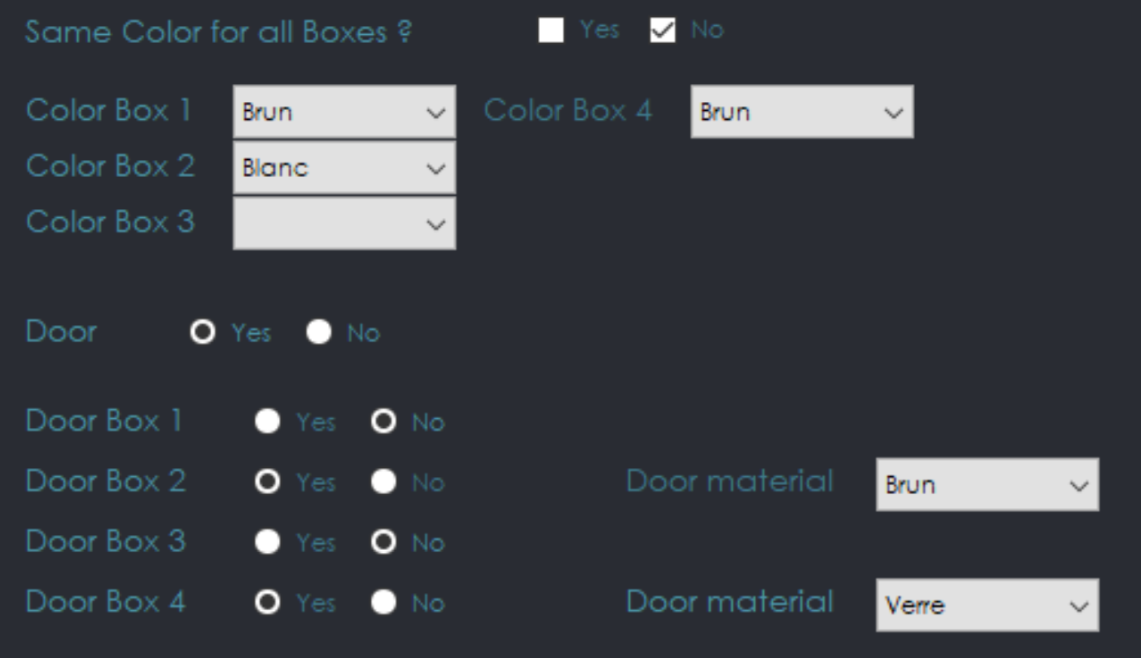 Same Color for all Boxes ? Yes No
Color Box 1 Brun Color Box 4 Brun
Color Box 2 Blanc
Color Box 3
Door Yes No
Door Box 1 Yes No
Door Box 2 Yes No Door material Brun
Door Box 3 Yes No
Door Box 4 Yes No Door material Verre